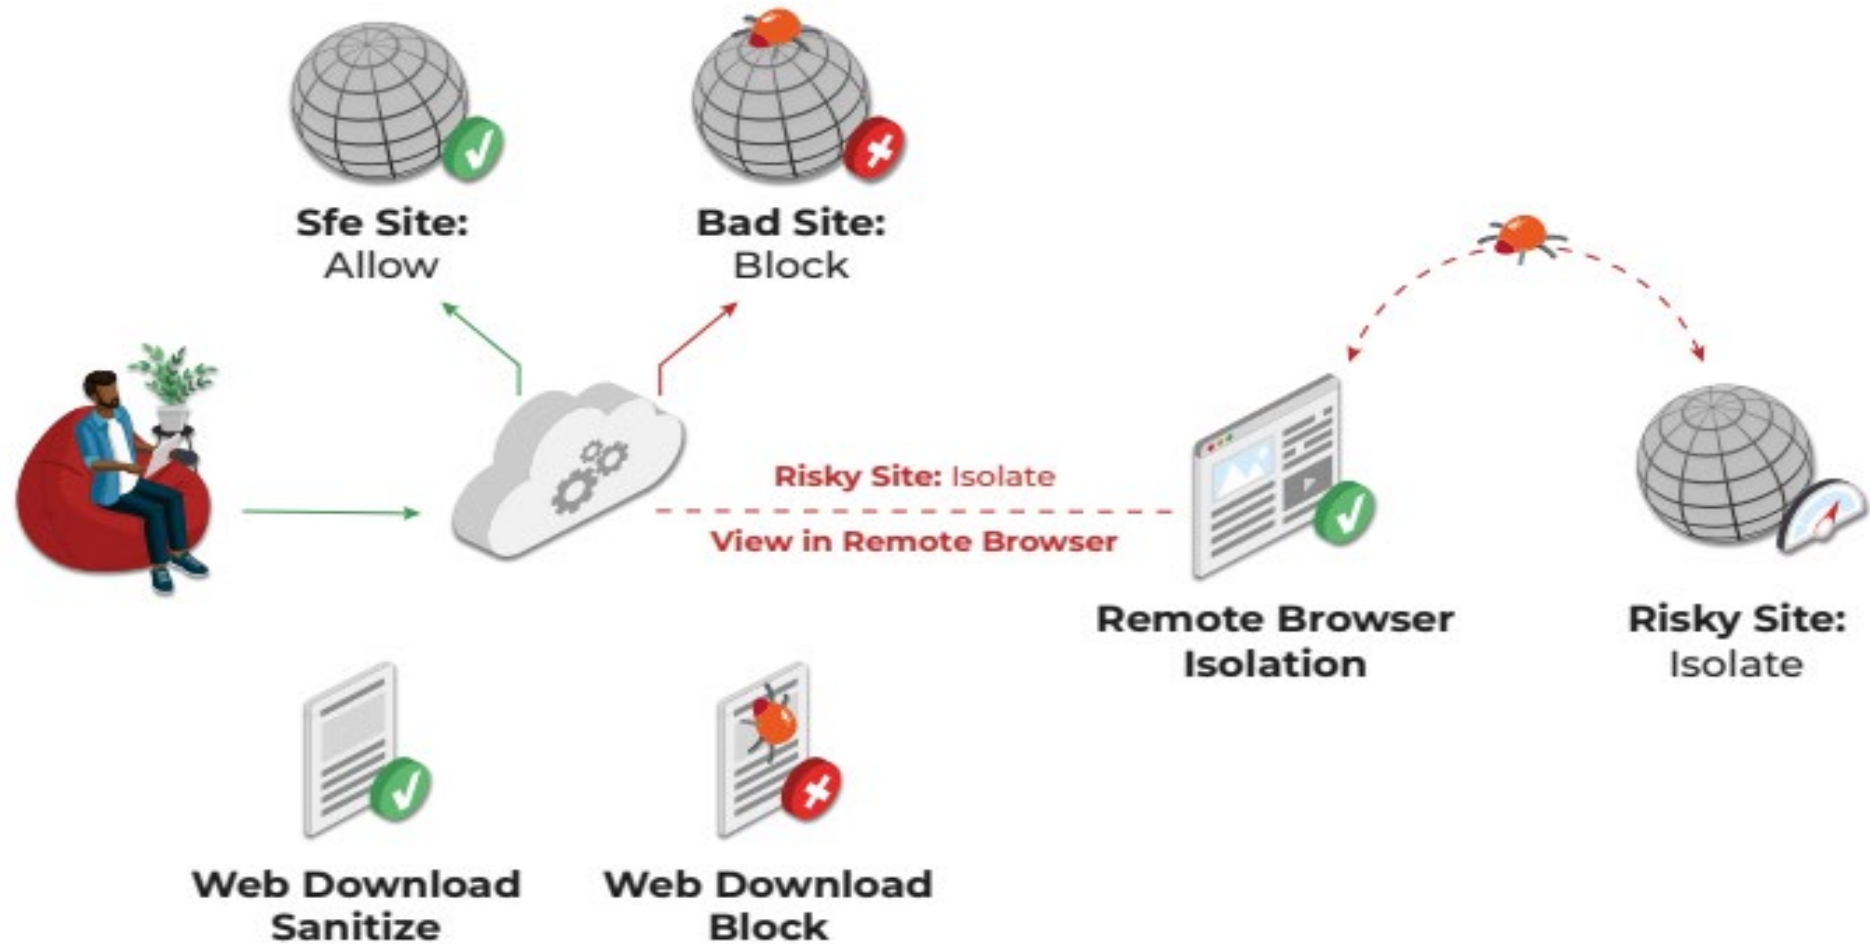 Sfe Site:
Allow
Bad Site:
Block
Risky Site: Isolate
View in Remote Browser
Remote Browser
Isolation
Risky Site:
Isolate
Web Download
Sanitize
Web Download
Block